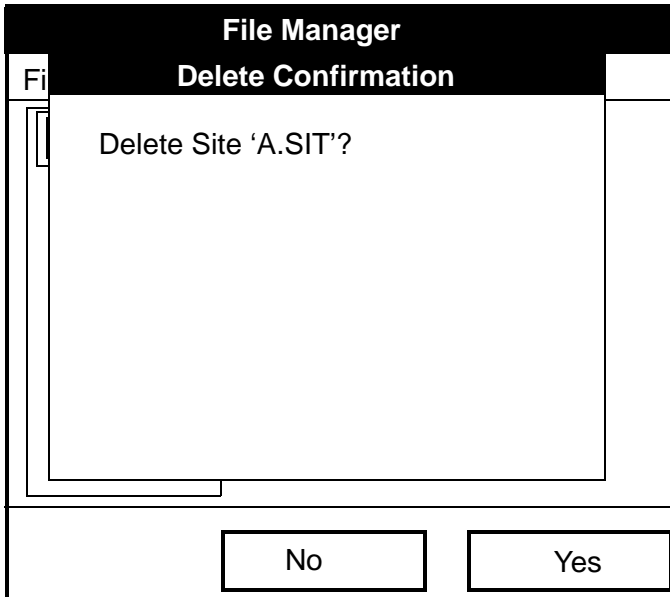 File Manager
Delete Confirmation
Fi
Delete Site ‘A.SIT’?
No
Yes